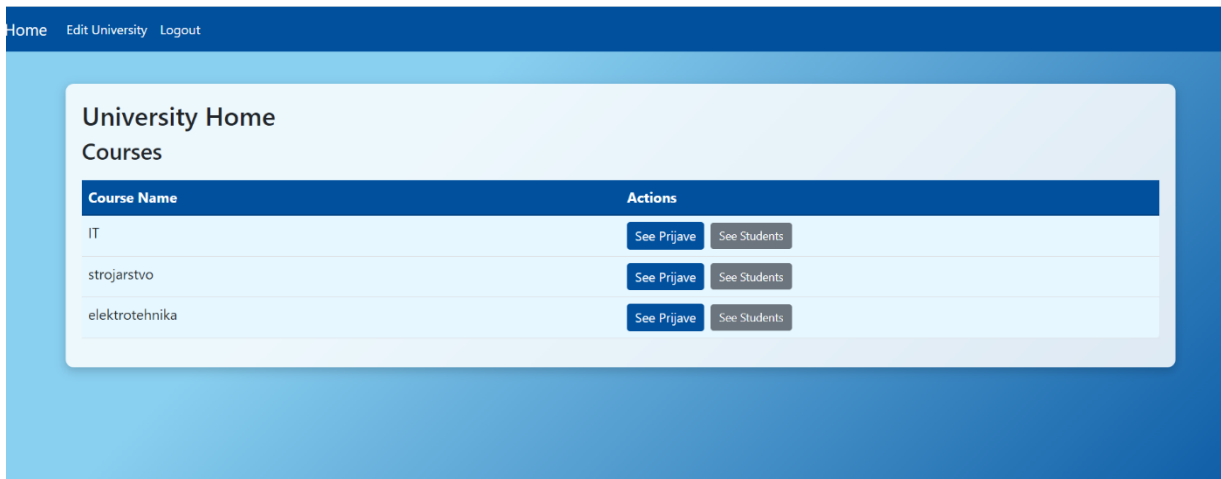 Home Edit University Logout
University Home
Courses
Course Name Actions
IT See Prijave See Students
strojarstvo See Prijave See Students
elektrotehnika See Prijave See Students